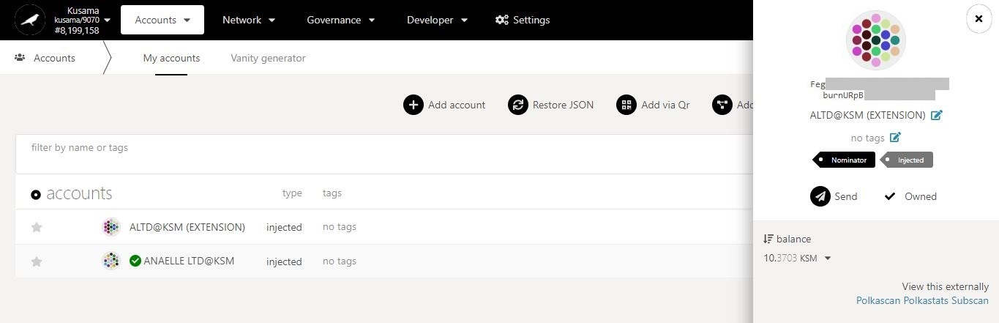 Kusama
kusama/9070
#8,199,158
Accounts
Network
Governance
Developer
Settings
Accounts
My accounts
Vanity generator
Add account
Restore JSON
Add via Qr
filter by name or tags
accounts type tags
ALTD@KSM (EXTENSION) injected no tags
ANAELLE LTD@KSM injected no tags
Feg
burnURpB
ALTD@KSM (EXTENSION)
no tags
Nominator
Injected
Send
Owned
balance
10.3703 KSM
View this externally
Polkascan Polkastats Subscan